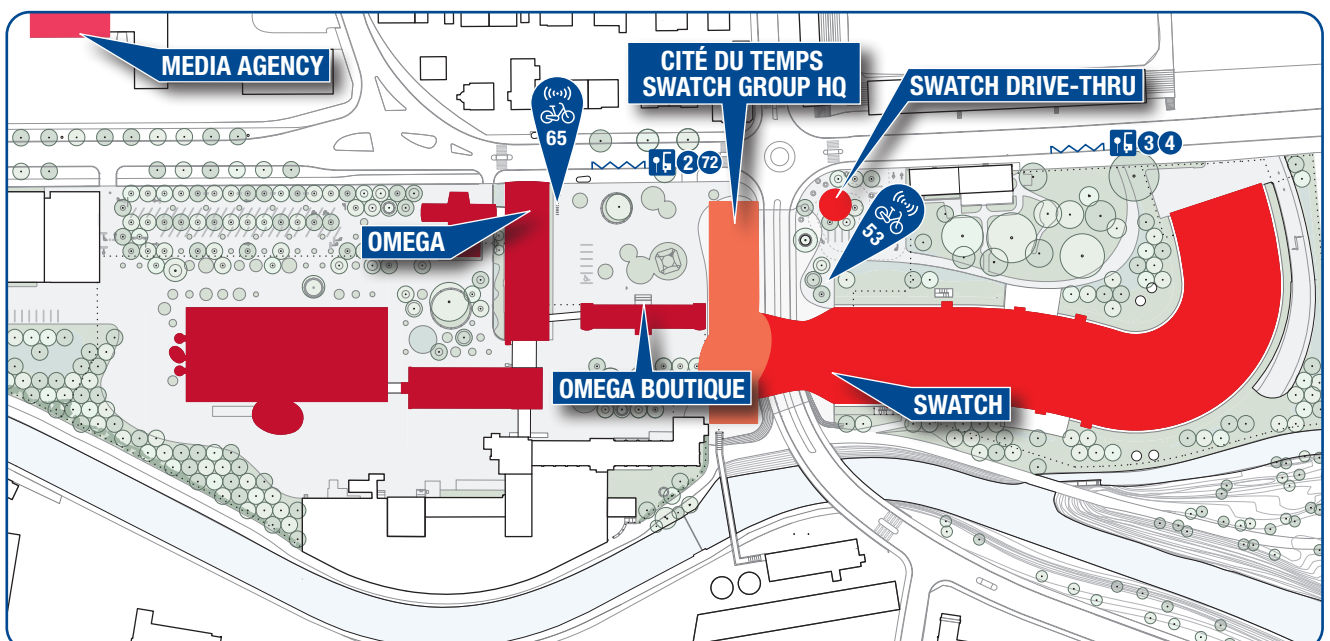 MEDIA AGENCY
CITÉ DU TEMPS
SWATCH GROUP HQ
SWATCH DRIVE-THRU
65
2 72
3 4
53
OMEGA
OMEGA BOUTIQUE
SWATCH